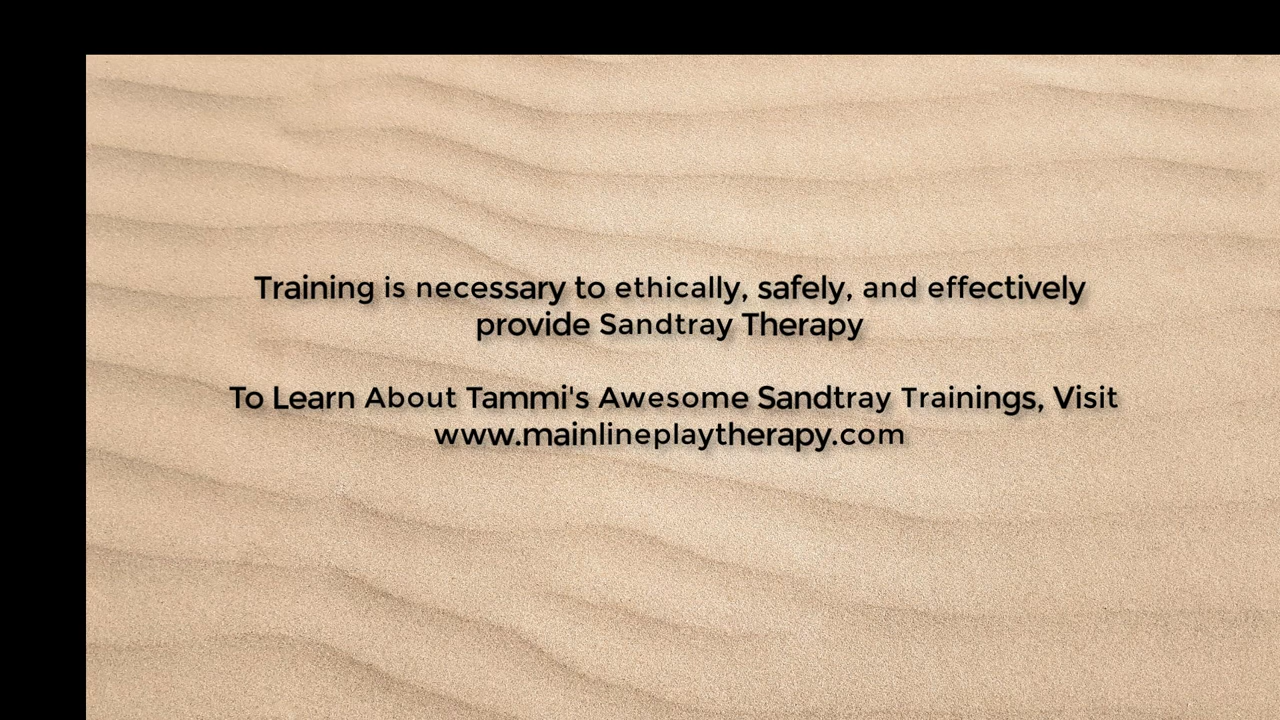 Training is necessary to ethically, safely, and effectively
provide Sandtray Therapy
To Learn About Tammi's Awesome Sandtray Trainings, Visit
www.mainlineplaytherapy.com